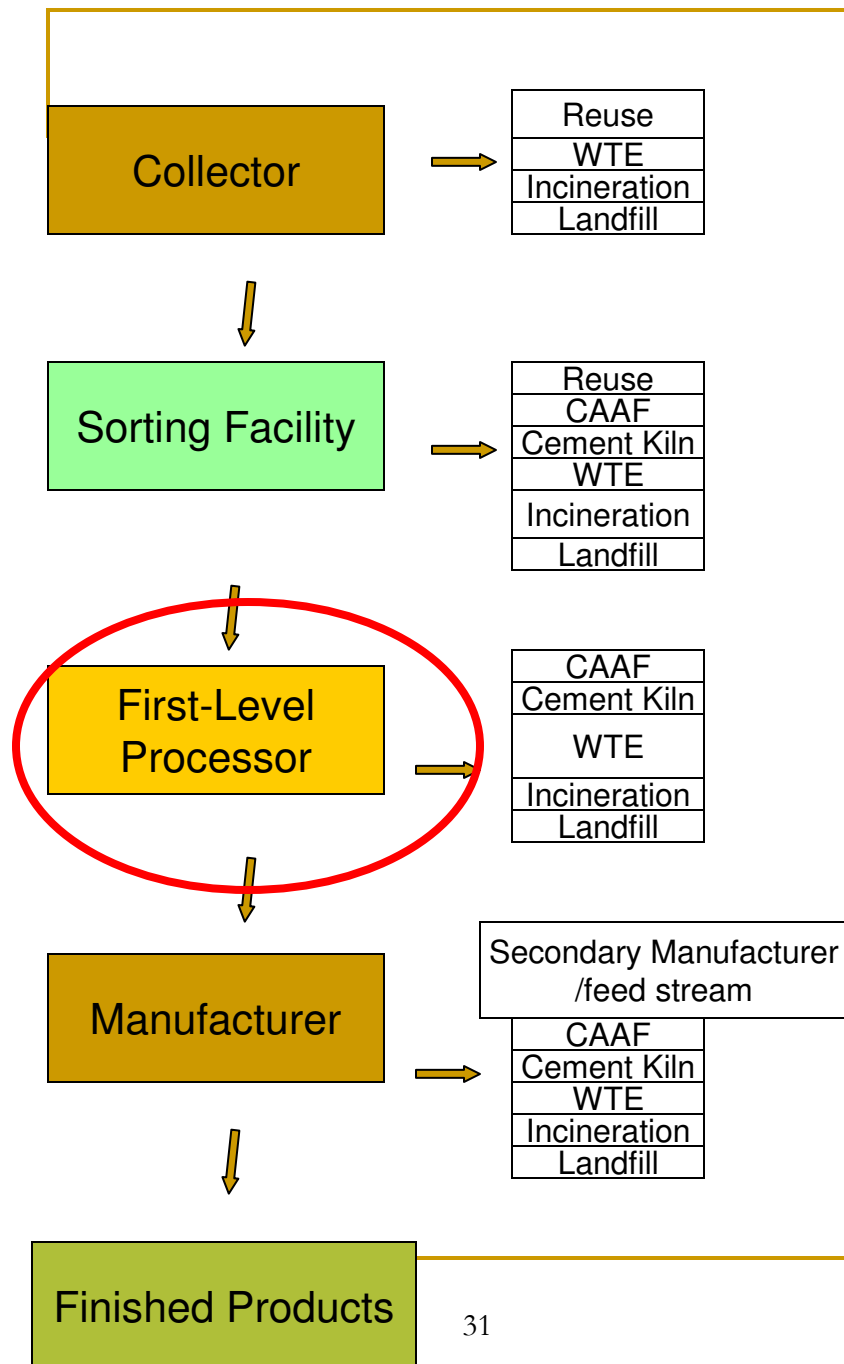 Collector
Reuse
WTE
Incineration
Landfill
Sorting Facility
Reuse
CAAF
Cement Kiln
WTE
Incineration
Landfill
First-Level
Processor
CAAF
Cement Kiln
WTE
Incineration
Landfill
Manufacturer
Secondary Manufacturer
/feed stream
CAAF
Cement Kiln
WTE
Incineration
Landfill
Finished Products
31